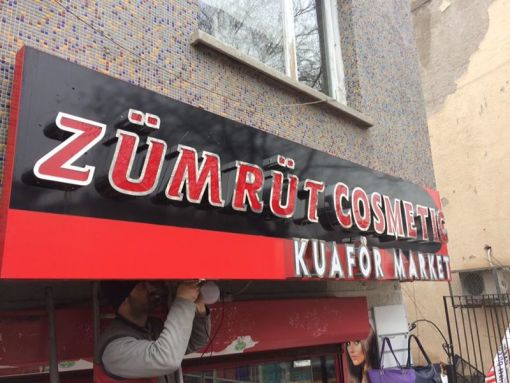 ZÜMRÜT COSMETIC
KUAFÖR MARKET